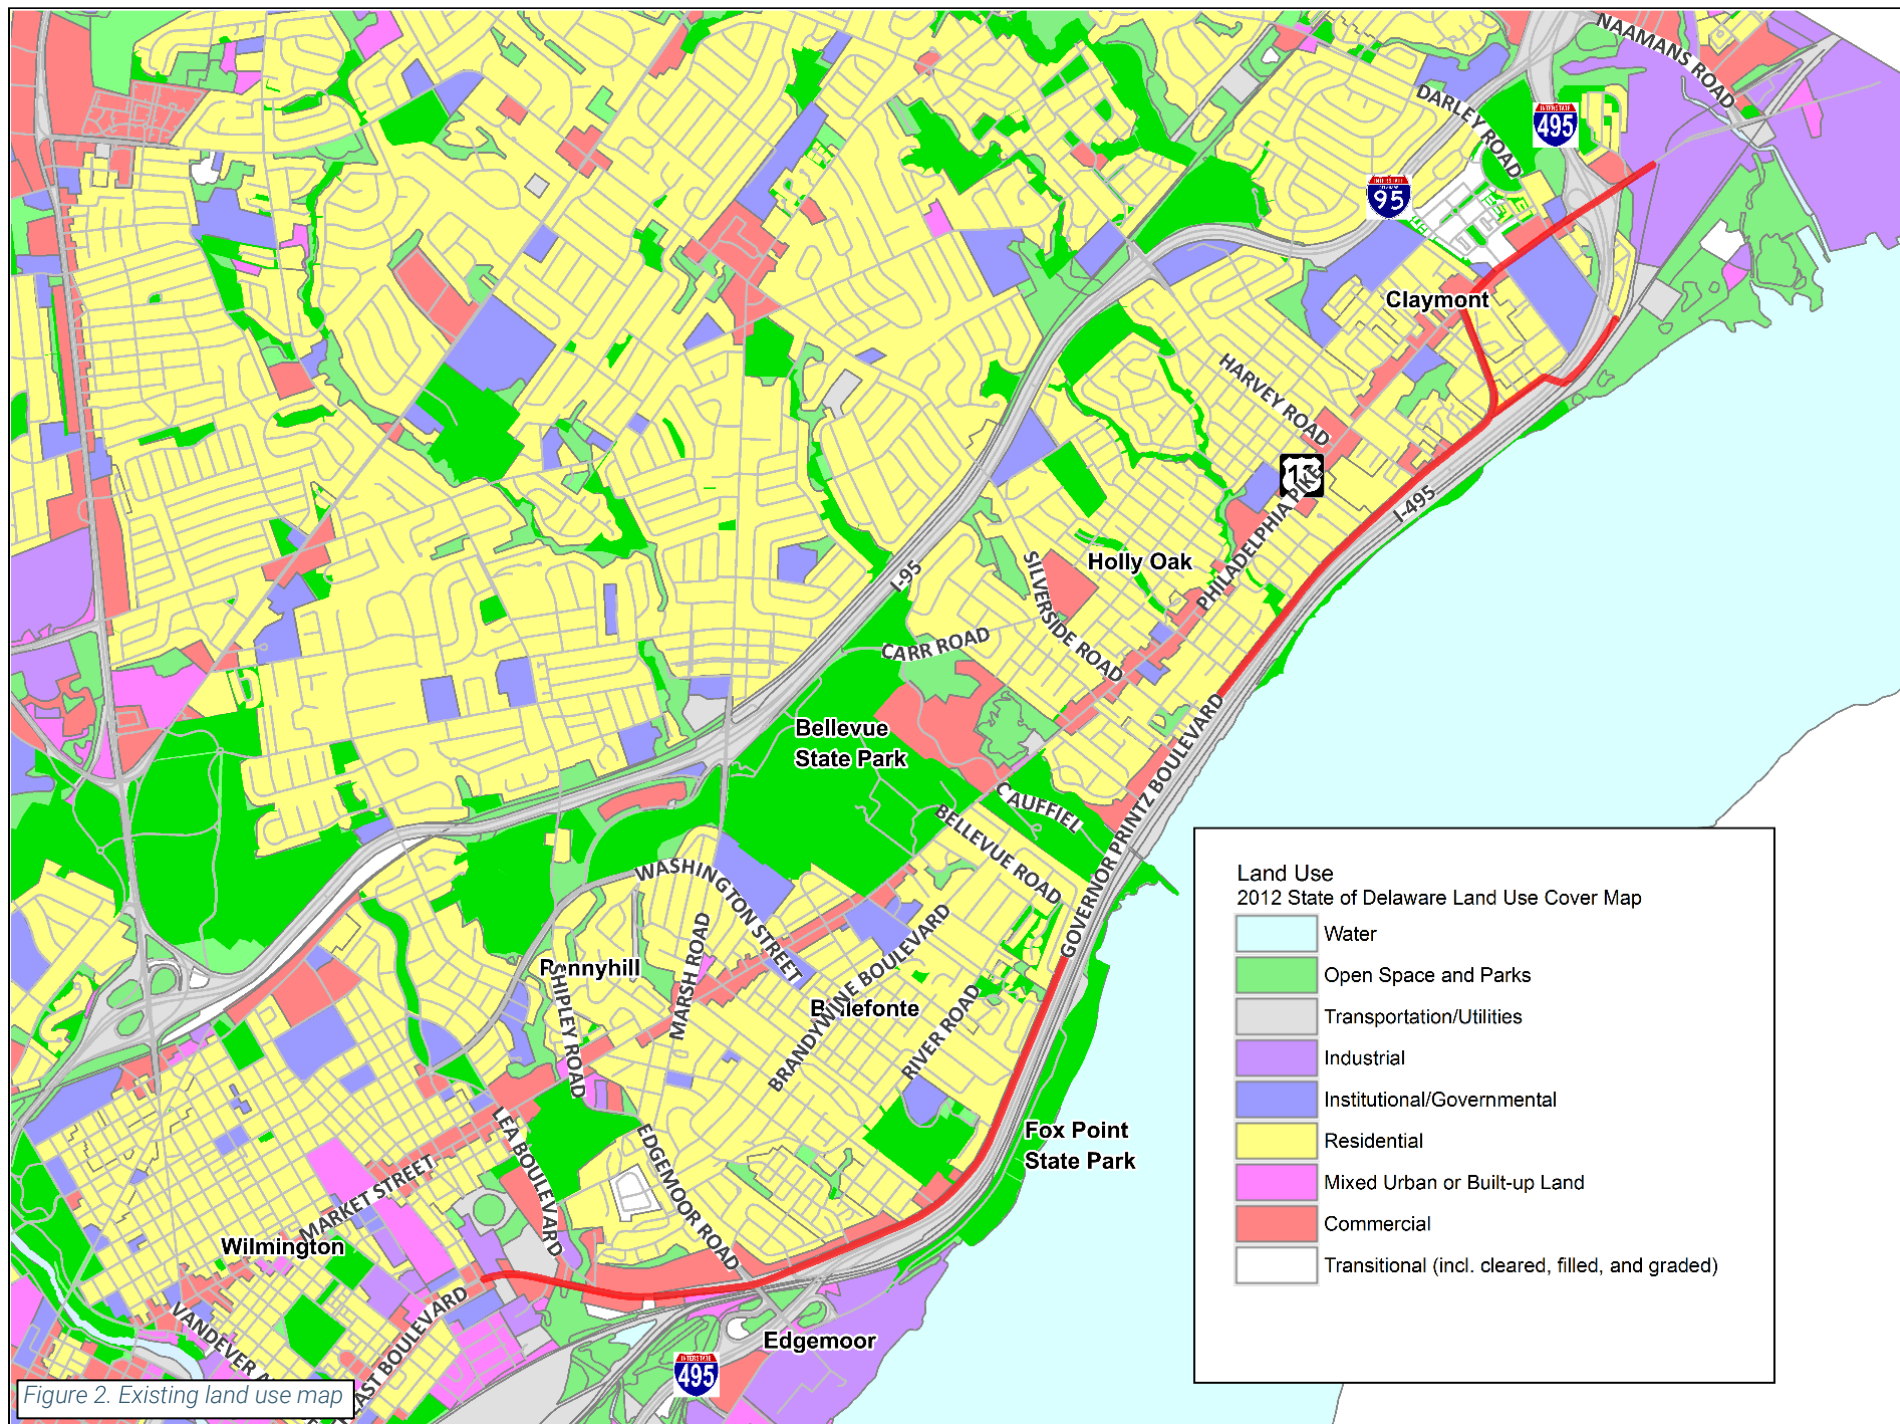 NAAMANS ROAD
DARLEY ROAD
INTERSTATE
495
INTERSTATE
95
Claymont
HARVEY ROAD
PHILADELPHIA PIKE
I-495
Holly Oak
SILVERSIDE ROAD
I-95
CARR ROAD
Bellevue
State Park
CAUFFIEL
BELLEVUE ROAD
GOVERNOR PRINTZ BOULEVARD
WASHINGTON STREET
MARSH ROAD
SHIPLEY ROAD
BRANDYWINE BOULEVARD
RIVER ROAD
Fox Point
State Park
LEA BOULEVARD
EDGEMOOR ROAD
MARKET STREET
Wilmington
VANDEVER
EAST BOULEVARD
Edgemoor
INTERSTATE
495
Land Use
2012 State of Delaware Land Use Cover Map
Water
Open Space and Parks
Transportation/Utilities
Industrial
Institutional/Governmental
Residential
Mixed Urban or Built-up Land
Commercial
Transitional (incl. cleared, filled, and graded)
Figure 2. Existing land use map